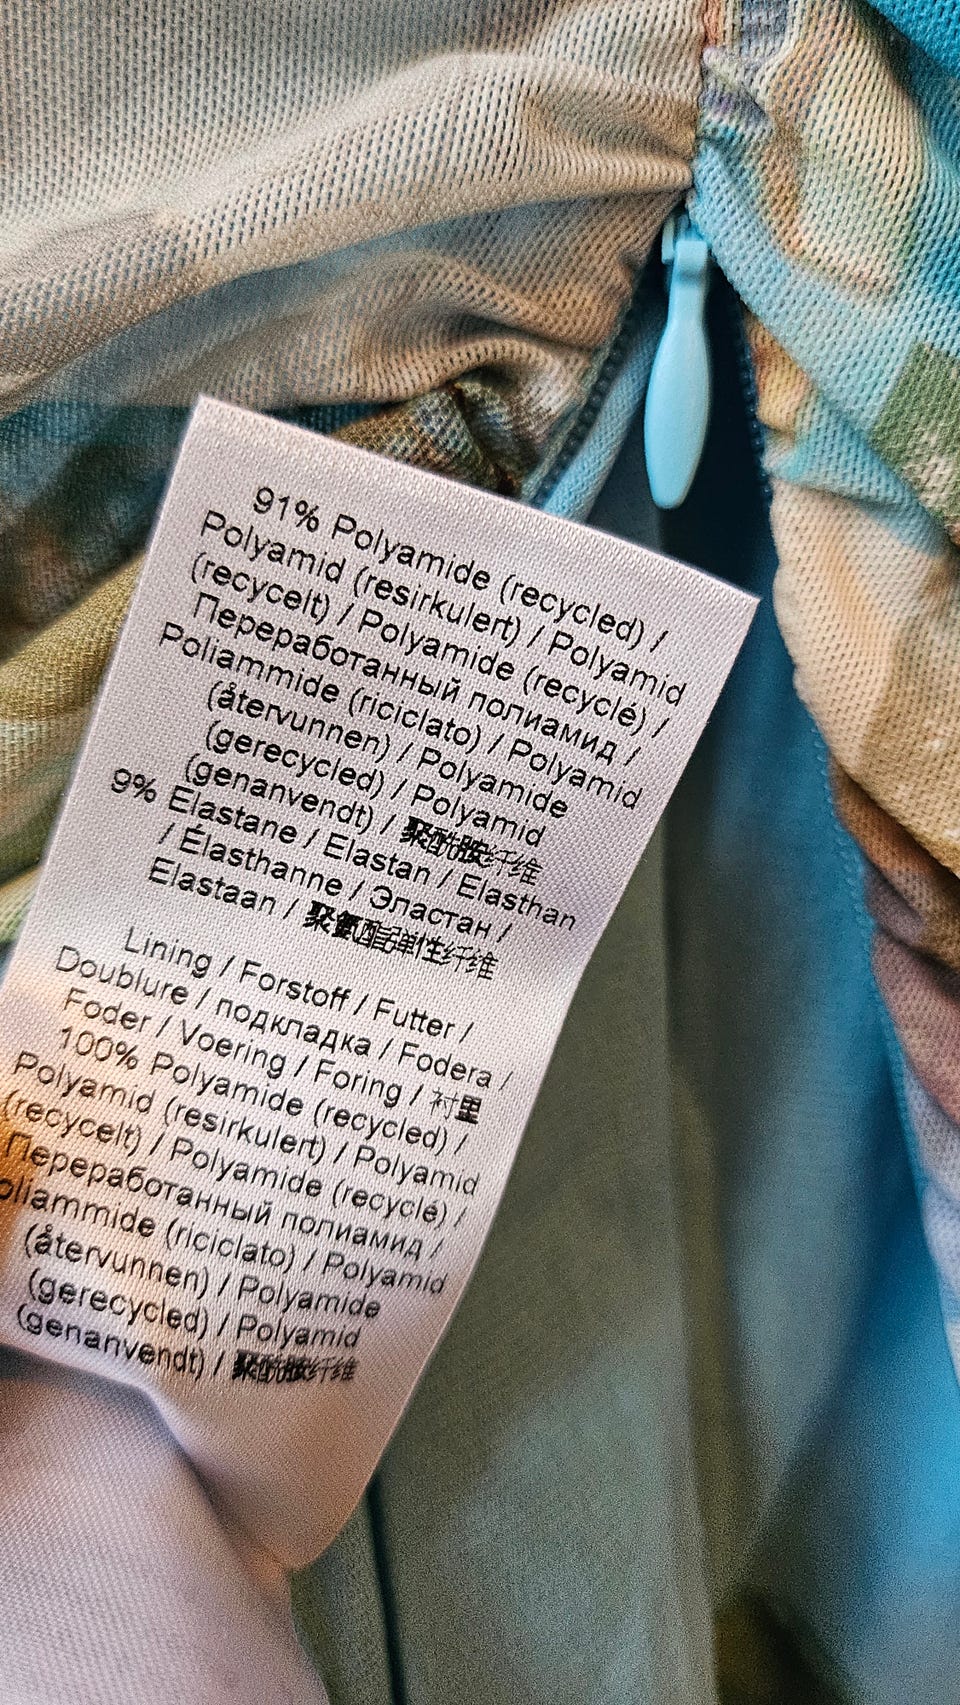 91% Polyamide (recycled) /
Polyamid (resirkulert) / Polyamid
(recycelt) / Polyamide (recyclé) /
Переработанный полиамид /
Poliammide (riciclato) / Polyamid
(återvunnen) / Polyamide
(gerecycled) / Polyamid
(genanvendt) / 聚酰胺纤维
9% Elastane / Elastan / Elasthan
/ Élasthanne / Эластан /
Elastaan / 聚氨酯弹性纤维
Lining / Forstoff / Futter /
Doublure / подкладка / Fodera /
Foder / Voering / Foring / 衬里
100% Polyamide (recycled) /
Polyamid (resirkulert) / Polyamid
(recycelt) / Polyamide (recyclé) /
Переработанный полиамид /
oliammide (riciclato) / Polyamid
(återvunnen) / Polyamide
(gerecycled) / Polyamid
(genanvendt) / 聚酰胺纤维